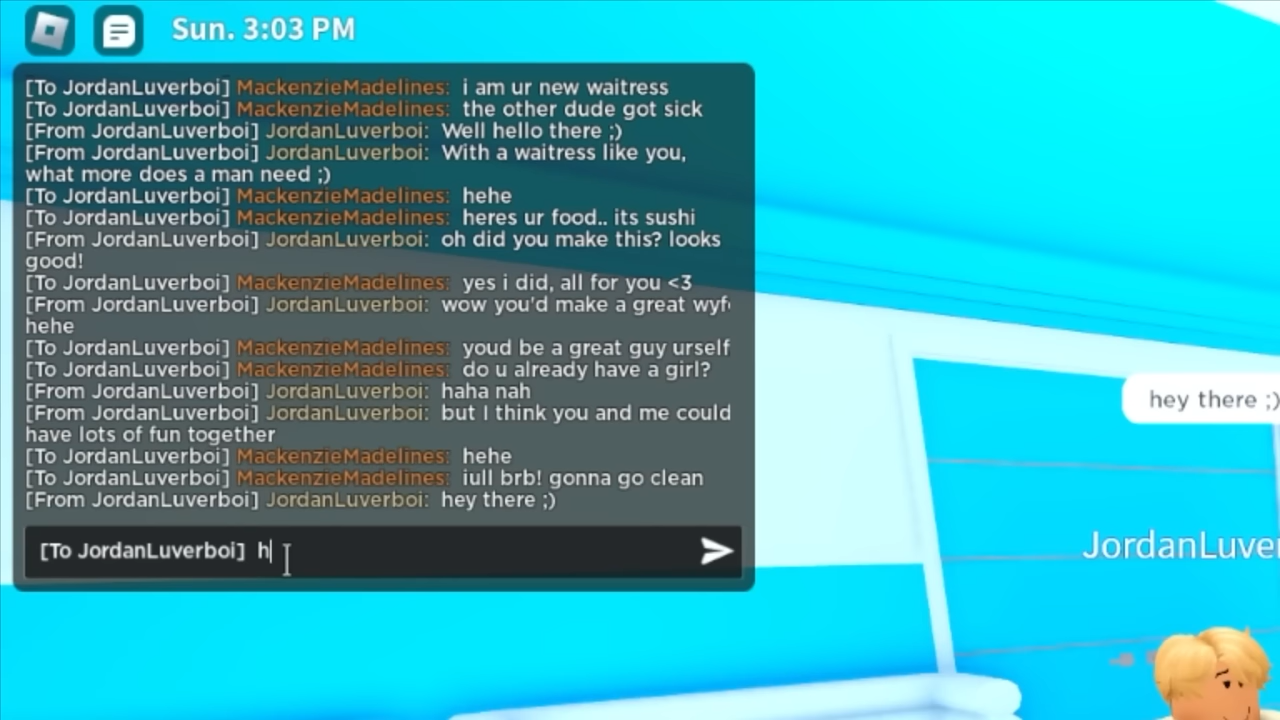 Sun. 3:03 PM
[To JordanLuverboi] MackenzieMadelines: i am ur new waitress
[To JordanLuverboi] MackenzieMadelines: the other dude got sick
[From JordanLuverboi] JordanLuverboi: Well hello there ;)
[From JordanLuverboi] JordanLuverboi: With a waitress like you,
what more does a man need ;)
[To JordanLuverboi] MackenzieMadelines: hehe
[To JordanLuverboi] MackenzieMadelines: heres ur food.. its sushi
[From JordanLuverboi] JordanLuverboi: oh did you make this? looks
good!
[To JordanLuverboi] MackenzieMadelines: yes i did, all for you <3
[From JordanLuverboi] JordanLuverboi: wow you'd make a great wyf
hehe
[To JordanLuverboi] MackenzieMadelines: youd be a great guy urself
[To JordanLuverboi] MackenzieMadelines: do u already have a girl?
[From JordanLuverboi] JordanLuverboi: haha nah
[From JordanLuverboi] JordanLuverboi: but I think you and me could
have lots of fun together
[To JordanLuverboi] MackenzieMadelines: hehe
[To JordanLuverboi] MackenzieMadelines: iull brb! gonna go clean
[From JordanLuverboi] JordanLuverboi: hey there ;)
[To JordanLuverboi] h
hey there ;)
JordanLuve